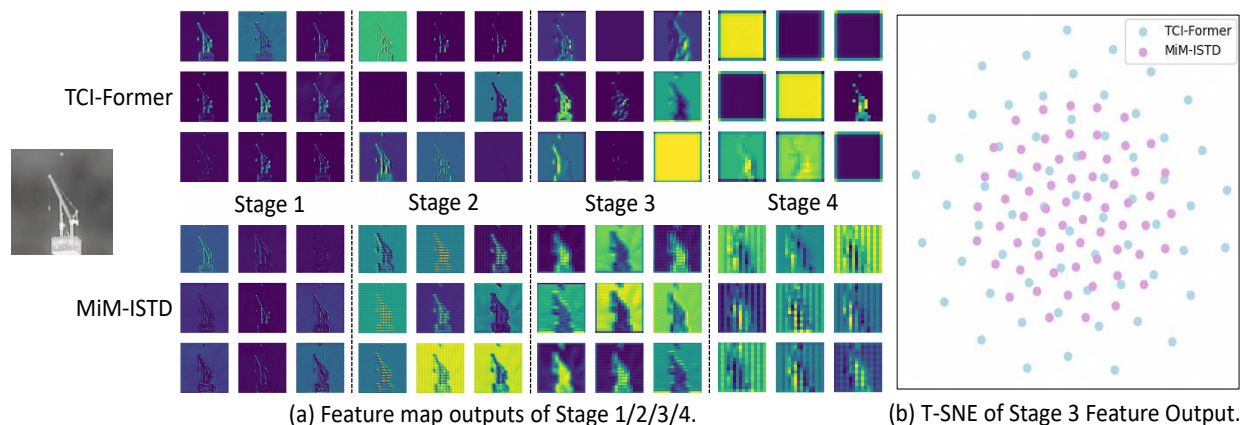 TCI-Former
Stage 1
Stage 2
Stage 3
Stage 4
MiM-ISTD
(a) Feature map outputs of Stage 1/2/3/4.
TCI-Former
MiM-ISTD
(b) T-SNE of Stage 3 Feature Output.